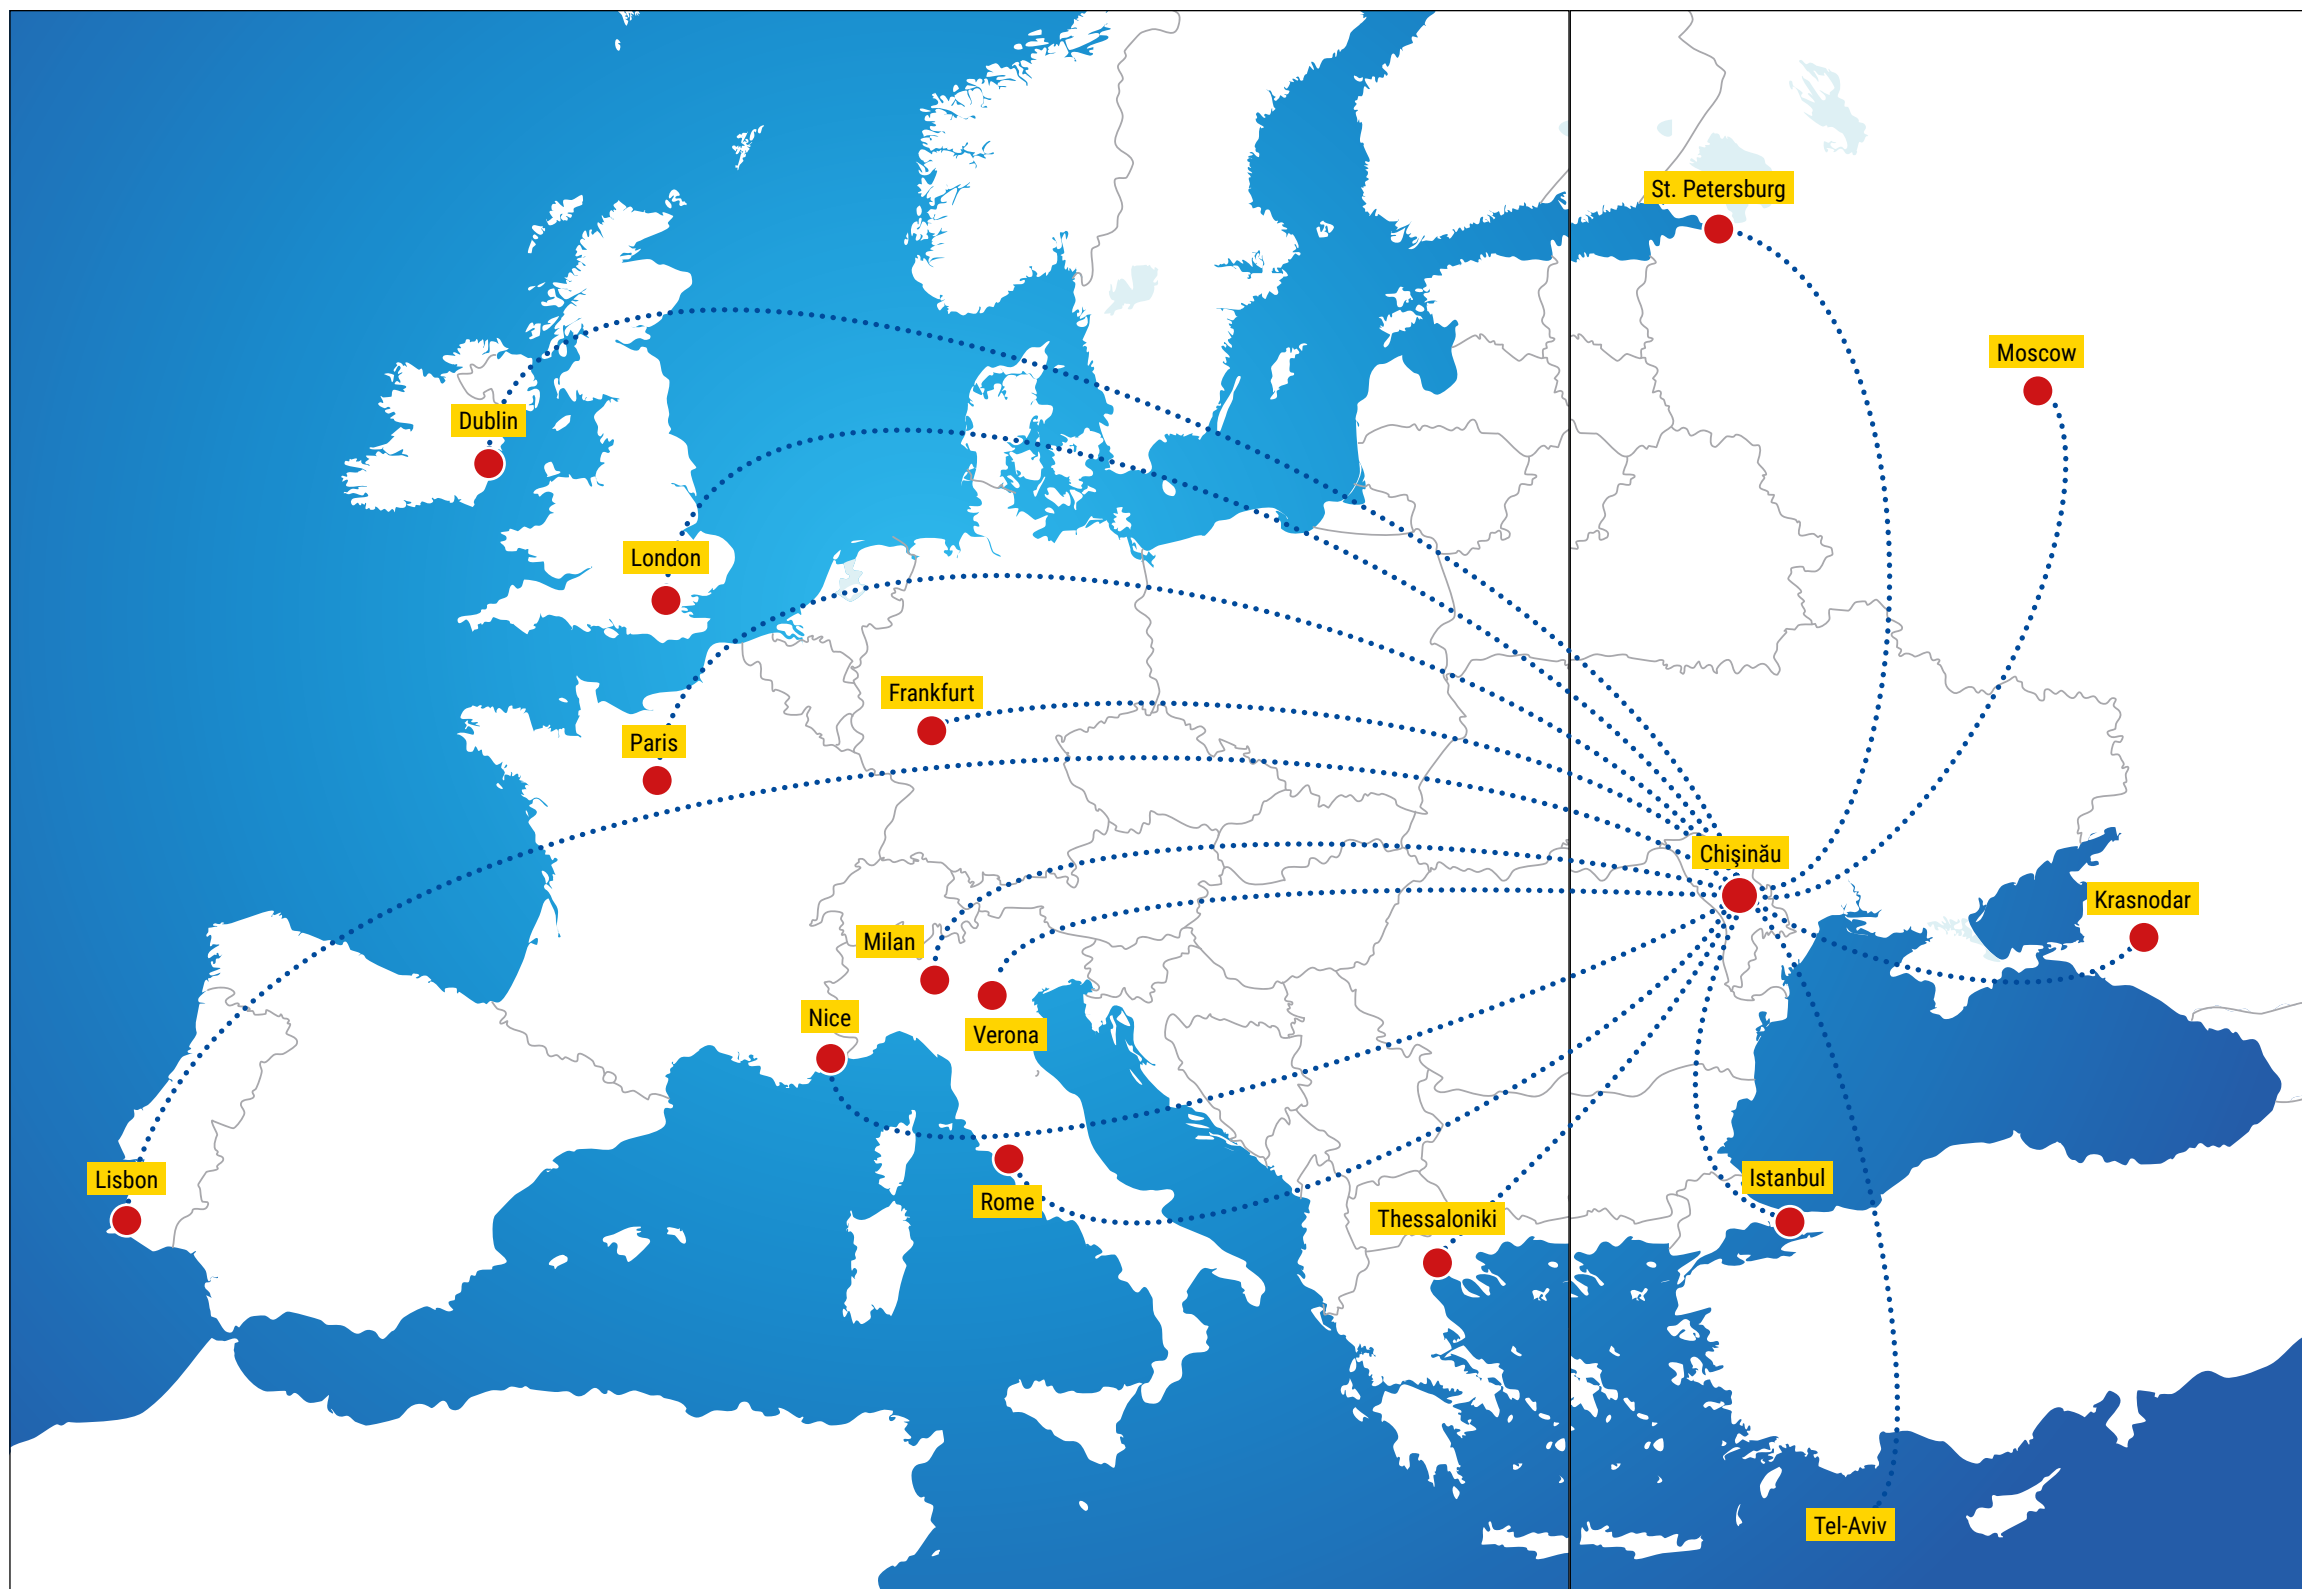 St. Petersburg
Moscow
Dublin
London
Frankfurt
Paris
Chişinău
Krasnodar
Milan
Nice
Verona
Lisbon
Istanbul
Rome
Thessaloniki
Tel-Aviv